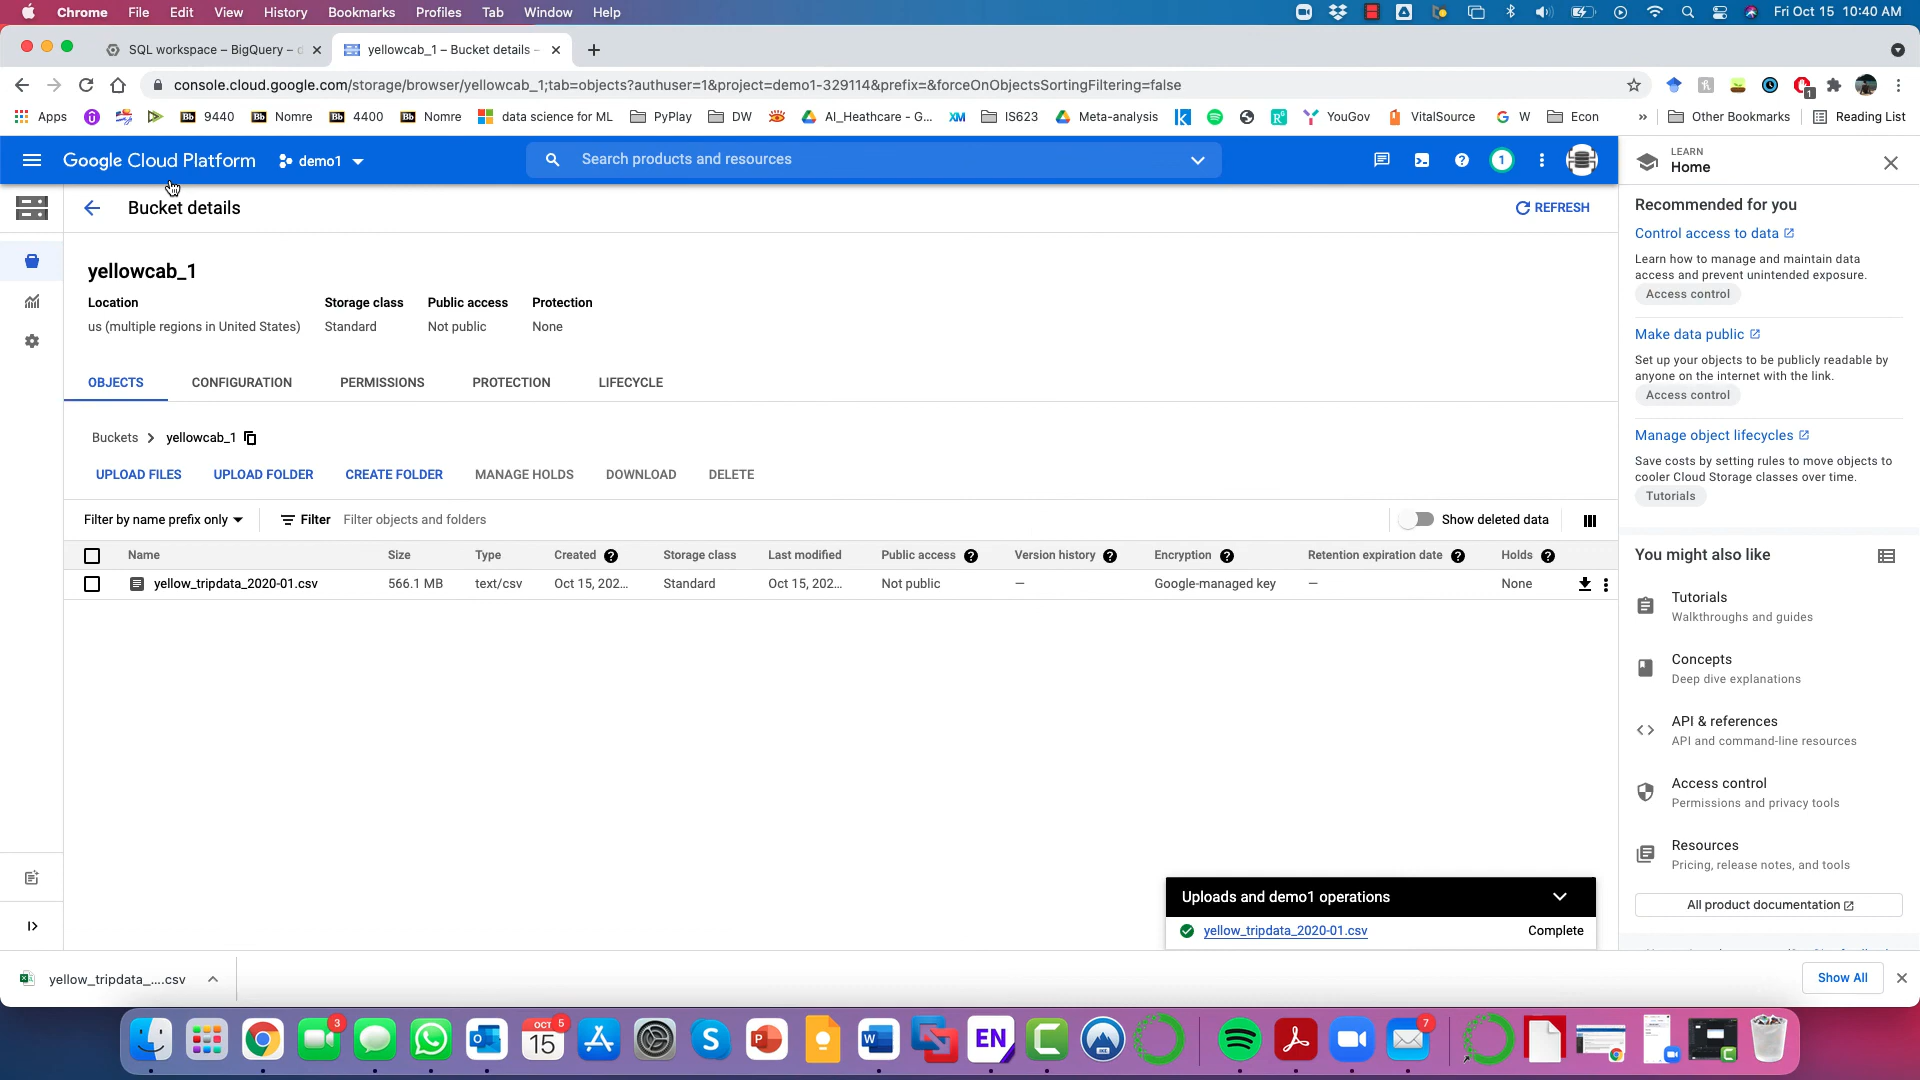 Chrome File Edit View History Bookmarks Profiles Tab Window Help Fri Oct 15 10:40 AM
SQL workspace – BigQuery – d yellowcab_1 – Bucket details –
console.cloud.google.com/storage/browser/yellowcab_1;tab=objects?authuser=1&project=demo1-329114&prefix=&forceOnObjectsSortingFiltering=false 1
Apps Bb 9440 Bb Nomre Bb 4400 Bb Nomre data science for ML PyPlay DW AI_Heathcare - G... XM IS623 Meta-analysis YouGov VitalSource W Econ » Other Bookmarks Reading List
Google Cloud Platform demo1 Search products and resources 1
LEARN
Home
Bucket details REFRESH
yellowcab_1
Location Storage class Public access Protection
us (multiple regions in United States) Standard Not public None
OBJECTS CONFIGURATION PERMISSIONS PROTECTION LIFECYCLE
Buckets > yellowcab_1
UPLOAD FILES UPLOAD FOLDER CREATE FOLDER MANAGE HOLDS DOWNLOAD DELETE
Filter by name prefix only Filter Filter objects and folders Show deleted data
Name Size Type Created Storage class Last modified Public access Version history Encryption Retention expiration date Holds
yellow_tripdata_2020-01.csv 566.1 MB text/csv Oct 15, 202... Standard Oct 15, 202... Not public — Google-managed key — None
Recommended for you
Control access to data
Learn how to manage and maintain data
access and prevent unintended exposure.
Access control
Make data public
Set up your objects to be publicly readable by
anyone on the internet with the link.
Access control
Manage object lifecycles
Save costs by setting rules to move objects to
cooler Cloud Storage classes over time.
Tutorials
You might also like
Tutorials
Walkthroughs and guides
Concepts
Deep dive explanations
API & references
API and command-line resources
Access control
Permissions and privacy tools
Resources
Pricing, release notes, and tools
All product documentation
Uploads and demo1 operations
yellow_tripdata_2020-01.csv Complete
yellow_tripdata_....csv Show All
3 OCT 15 5 EN 7